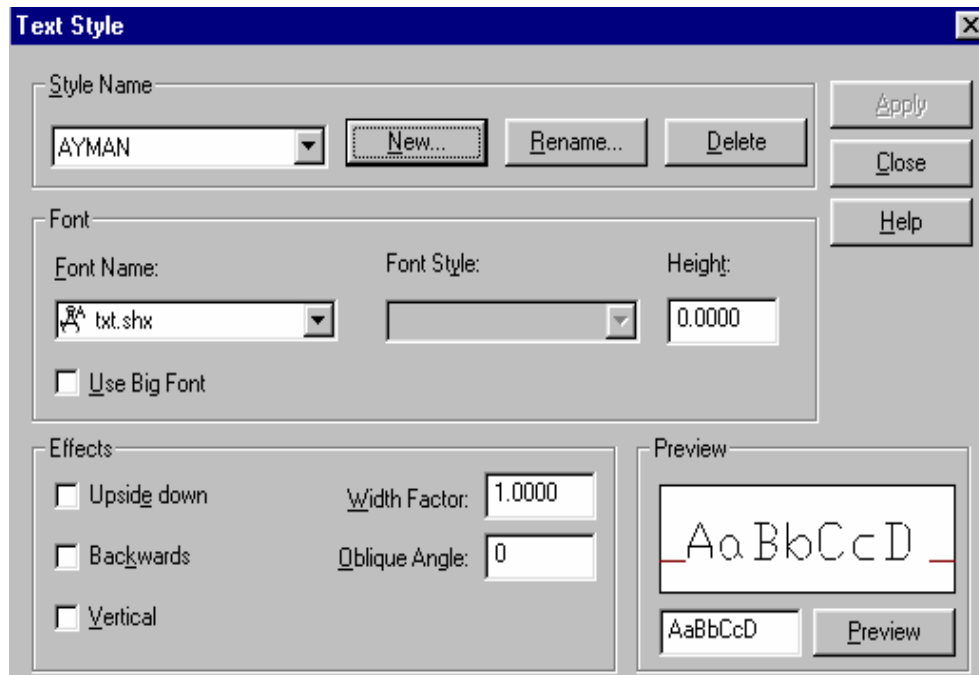 Text Style
Style Name
AYMAN
New...
Rename...
Delete
Apply
Close
Help
Font
Font Name:
Font Style:
Height:
txt.shx
0.0000
Use Big Font
Effects
Upside down
Width Factor:
1.0000
Backwards
Oblique Angle:
0
Vertical
Preview
AaBbCcD
AaBbCcD
Preview